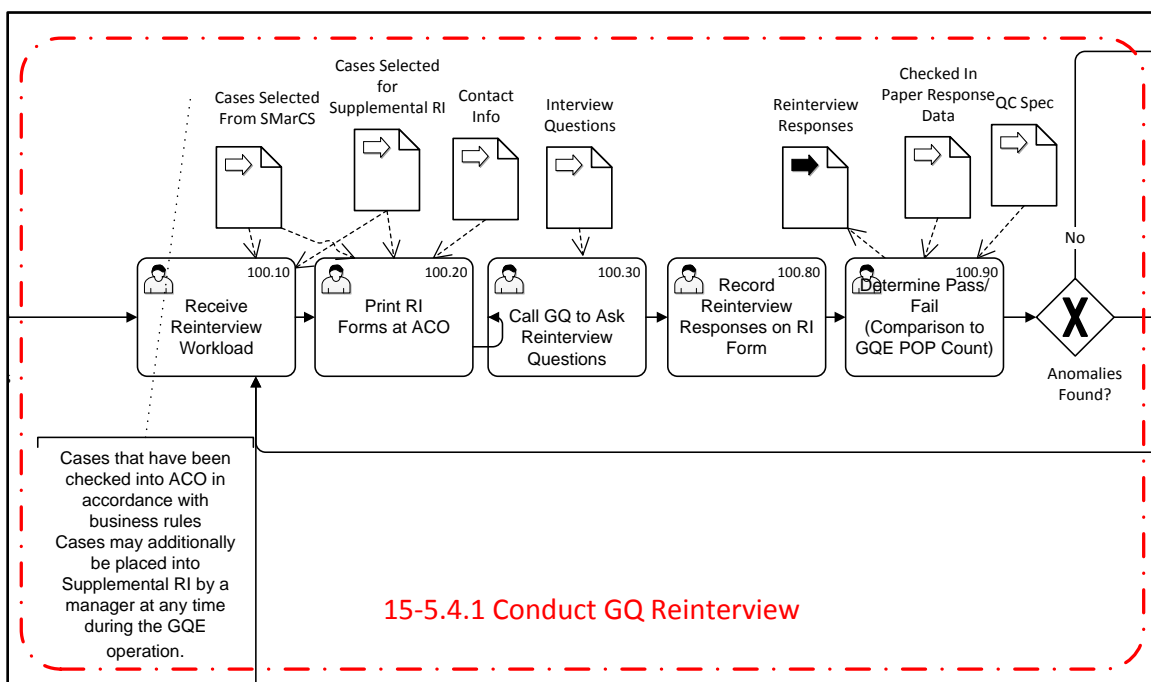 Cases Selected
From SMarCS
Cases Selected
for
Supplemental RI
Contact
Info
Interview
Questions
Reinterview
Responses
Checked In
Paper Response
Data
QC Spec
100.10
Receive
Reinterview
Workload
100.20
Print RI
Forms at ACO
100.30
Call GQ to Ask
Reinterview
Questions
100.80
Record
Reinterview
Responses on RI
Form
100.90
Determine Pass/
Fail
(Comparison to
GQE POP Count)
No
X
Anomalies
Found?
Cases that have been
checked into ACO in
accordance with
business rules
Cases may additionally
be placed into
Supplemental RI by a
manager at any time
during the GQE
operation.
15-5.4.1 Conduct GQ Reinterview